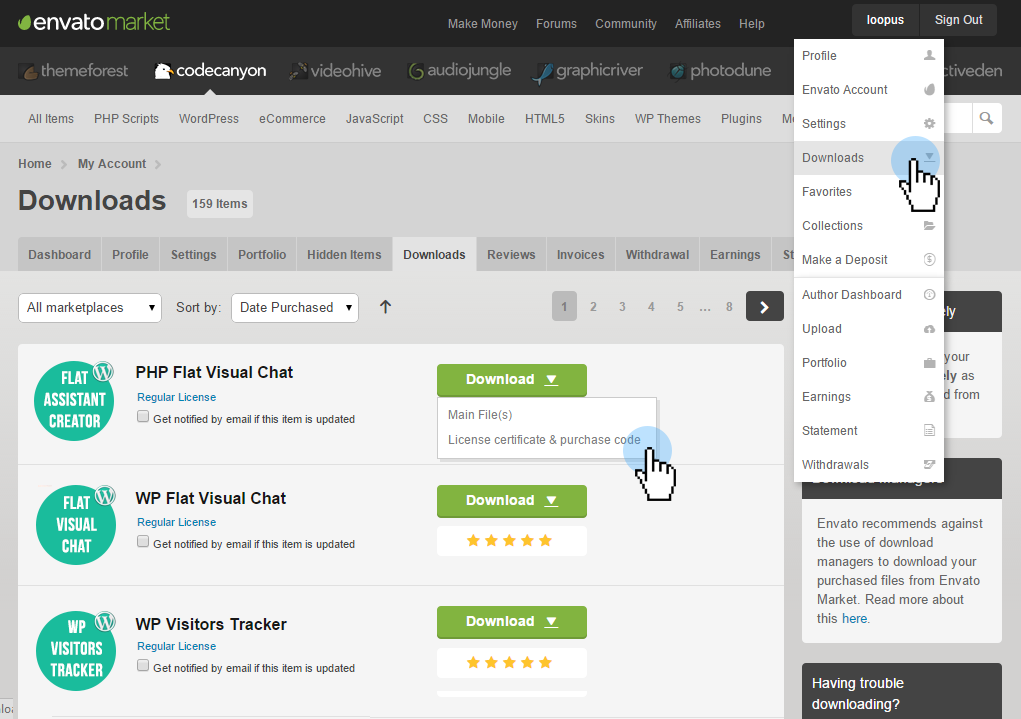 envatomarket
Make Money Forums Community Affiliates Help
loopus Sign Out
themeforest codecanyon videohive audiojungle graphicriver photodune ctiveden
All Items PHP Scripts WordPress eCommerce JavaScript CSS Mobile HTML5 Skins WP Themes Plugins
Profile
Envato Account
Settings
Downloads
Favorites
Collections
Make a Deposit
Author Dashboard
Upload
Portfolio
Earnings
Statement
Withdrawals
Home My Account
Downloads 159 Items
Dashboard Profile Settings Portfolio Hidden Items Downloads Reviews Invoices Withdrawal Earnings St
All marketplaces Sort by: Date Purchased
1 2 3 4 5 ... 8
PHP Flat Visual Chat
Regular License
Get notified by email if this item is updated
FLAT
ASSISTANT
CREATOR
Download
Main File(s)
License certificate & purchase code
WP Flat Visual Chat
Regular License
Get notified by email if this item is updated
FLAT
VISUAL
CHAT
Download
WP Visitors Tracker
Regular License
Get notified by email if this item is updated
WP
VISITORS
TRACKER
Download
ly
your
ly as
d from
Envato recommends against
the use of download
managers to download your
purchased files from Envato
Market. Read more about
this here.
Having trouble
downloading?